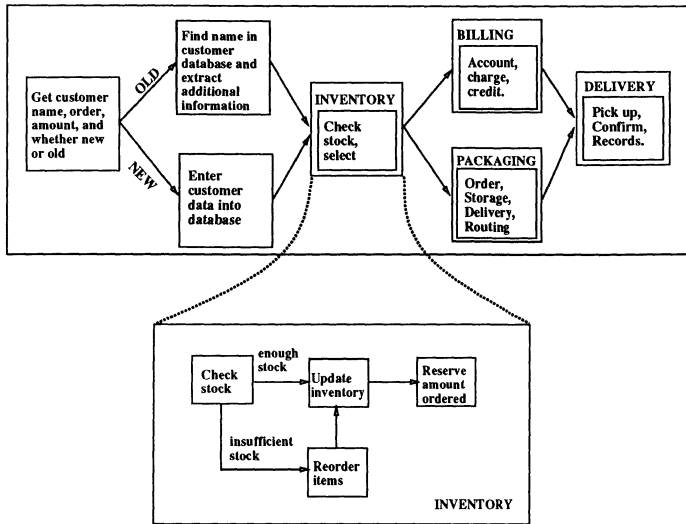 Get customer
name, order,
amount, and
whether new
or old
OLD
NEW
Find name in
customer
database and
extract
additional
information
Enter
customer
data into
database
INVENTORY
Check
stock,
select
BILLING
Account,
charge,
credit.
PACKAGING
Order,
Storage,
Delivery,
Routing
DELIVERY
Pick up,
Confirm,
Records.
Check
stock
enough
stock
Update
inventory
Reserve
amount
ordered
insufficient
stock
Reorder
items
INVENTORY